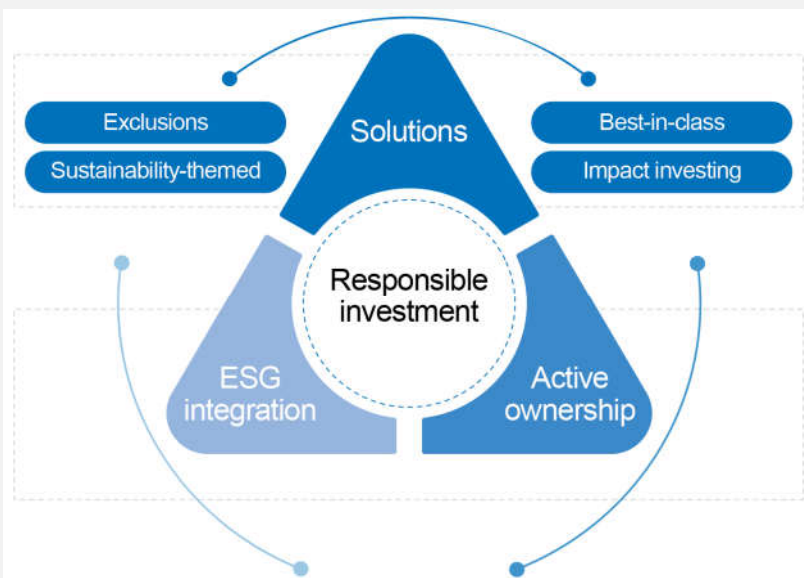 Exclusions
Sustainability-themed
Solutions
Best-in-class
Impact investing
Responsible
investment
ESG
integration
Active
ownership